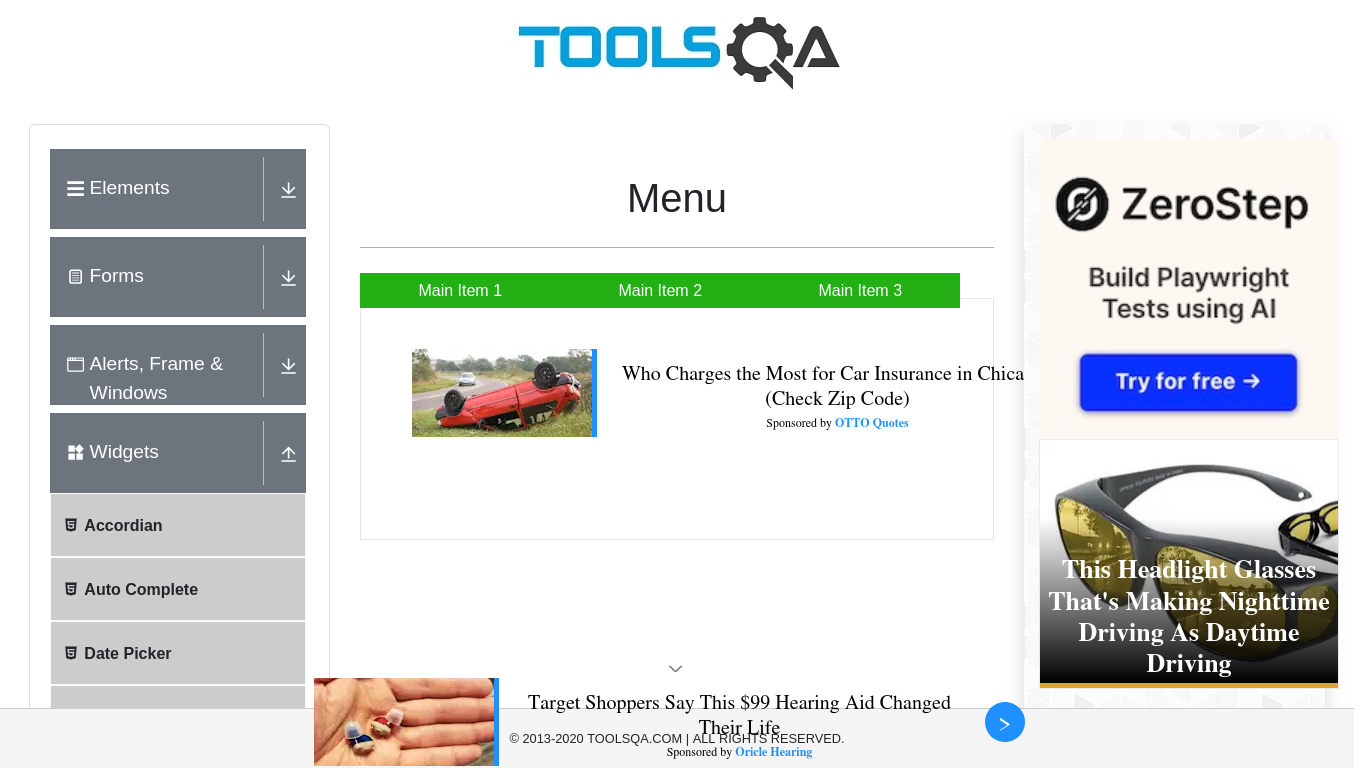 TOOLSQA
Elements
Forms
Alerts, Frame &
Windows
Widgets
Accordian
Auto Complete
Date Picker
Menu
Main Item 1
Main Item 2
Main Item 3
Who Charges the Most for Car Insurance in Chica
(Check Zip Code)
Sponsored by OTTO Quotes
ZeroStep
Build Playwright
Tests using AI
Try for free →
This Headlight Glasses
That's Making Nighttime
Driving As Daytime
Driving
Target Shoppers Say This $99 Hearing Aid Changed
Their Life
Sponsored by Oricle Hearing
© 2013-2020 TOOLSQA.COM | ALL RIGHTS RESERVED.